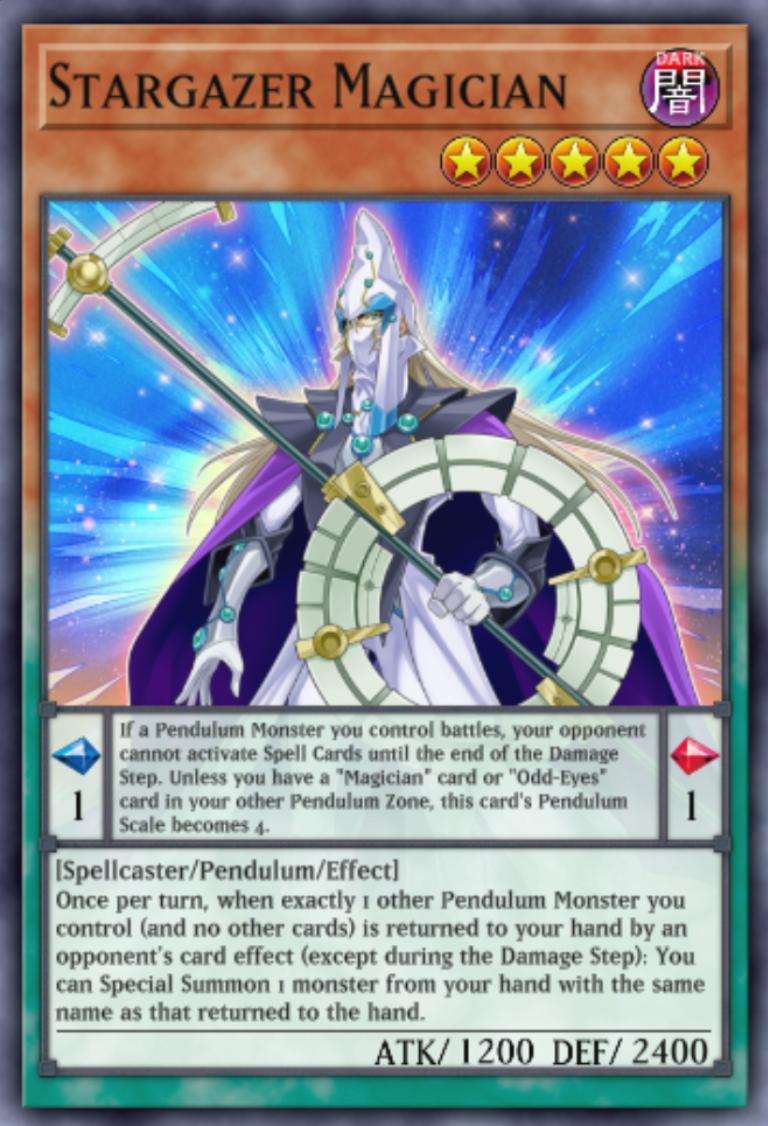 STARGAZER MAGICIAN
DARK
闇
If a Pendulum Monster you control battles, your opponent
cannot activate Spell Cards until the end of the Damage
Step. Unless you have a "Magician" card or "Odd-Eyes"
card in your other Pendulum Zone, this card's Pendulum
Scale becomes 4.
1
1
[Spellcaster/Pendulum/Effect]
Once per turn, when exactly 1 other Pendulum Monster you
control (and no other cards) is returned to your hand by an
opponent's card effect (except during the Damage Step): You
can Special Summon 1 monster from your hand with the same
name as that returned to the hand.
ATK/ 1200 DEF/ 2400